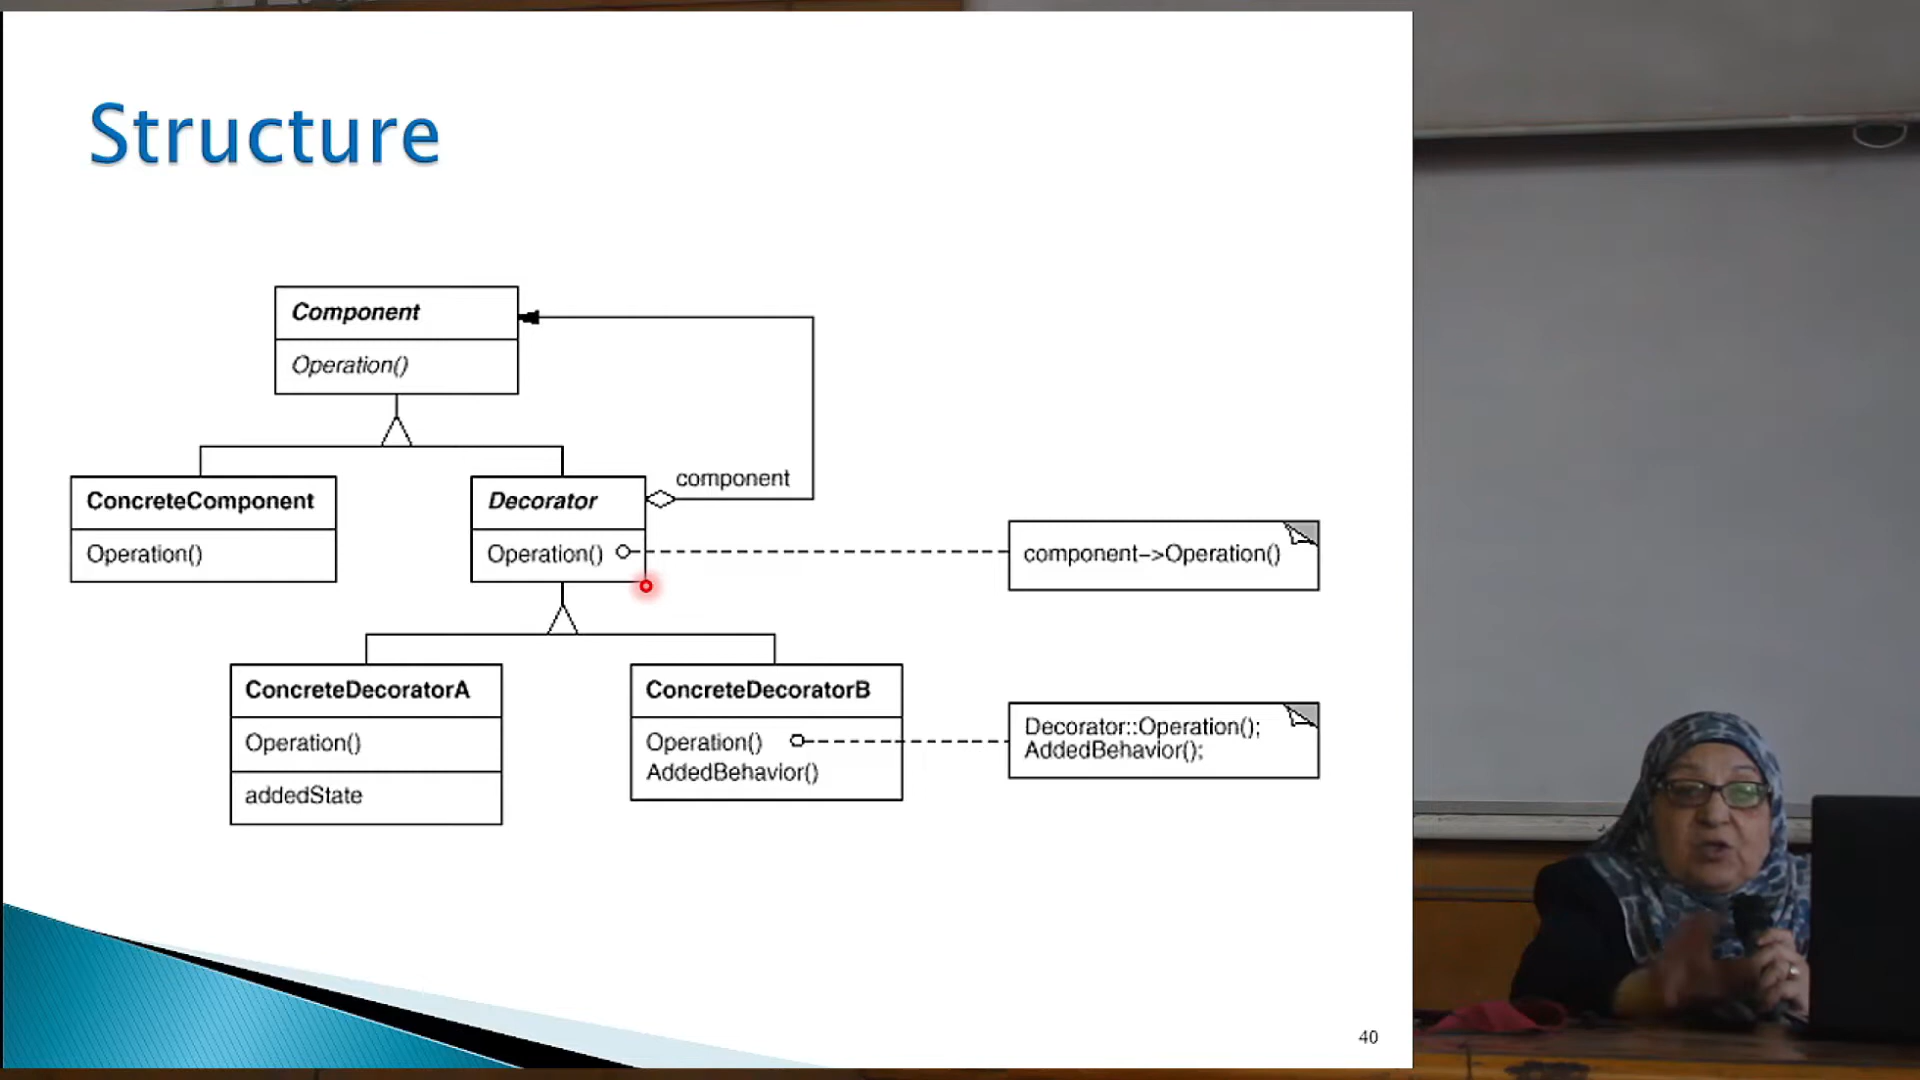 Structure
Component
Operation()
component
ConcreteComponent
Operation()
Decorator
Operation()
component–>Operation()
ConcreteDecoratorA
Operation()
addedState
ConcreteDecoratorB
Operation()
AddedBehavior()
Decorator::Operation();
AddedBehavior();
40